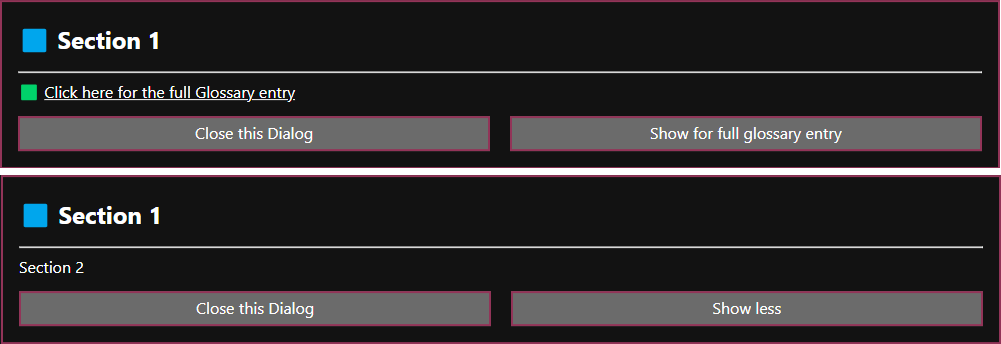 Section 1
Click here for the full Glossary entry
Close this Dialog
Show for full glossary entry
Section 1
Section 2
Close this Dialog
Show less